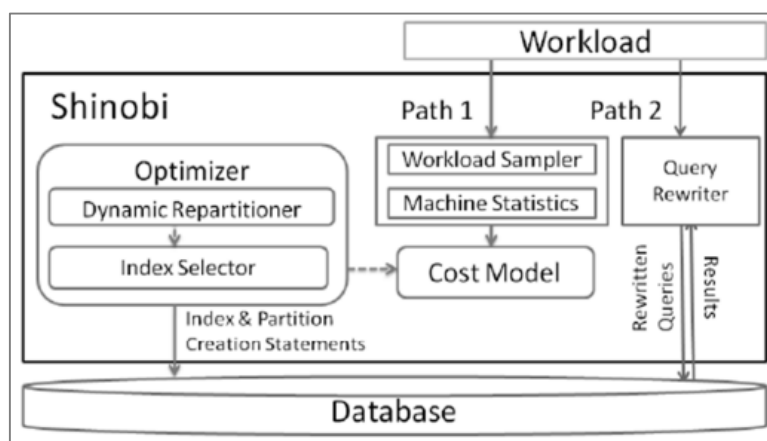 Workload
Shinobi
Path 1
Path 2
Optimizer
Dynamic Repartitioner
Index Selector
Workload Sampler
Machine Statistics
Cost Model
Query
Rewriter
Index & Partition
Creation Statements
Rewritten
Queries
Results
Database